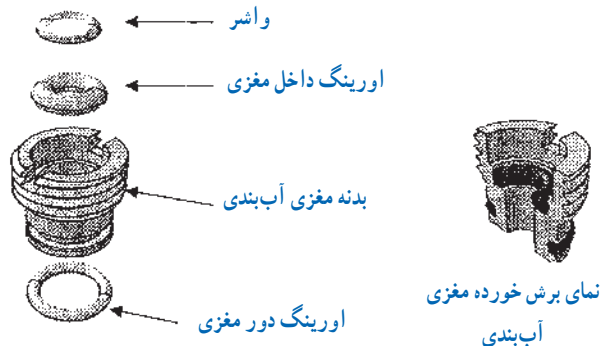 واشر
اورینگ داخل مغزی
بدنه مغزی آب‌بندی
اورینگ دور مغزی
نمای برش خورده مغزی
آب‌بندی